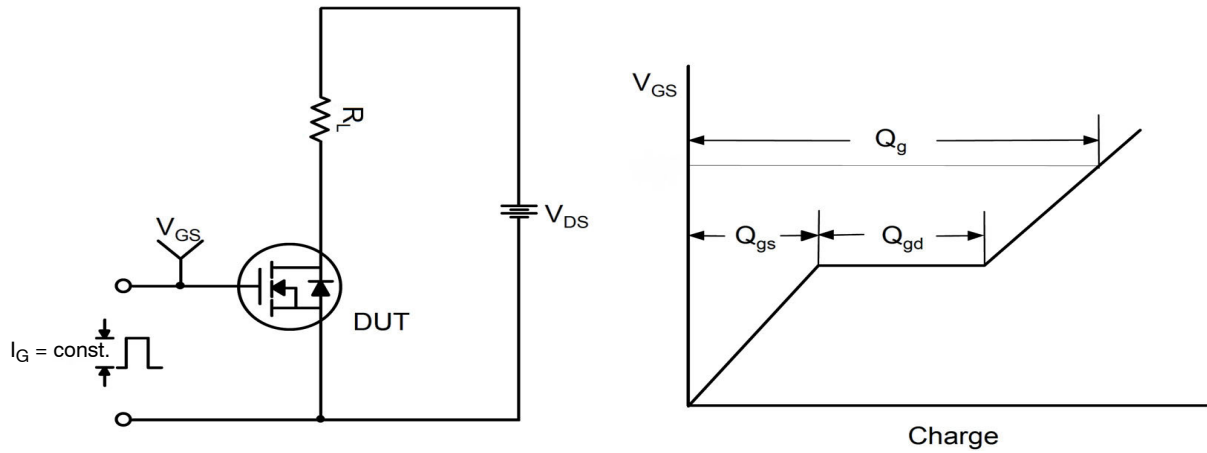 R_L
V_DS
V_GS
DUT
I_G = const.
V_GS
Q_g
Q_gs
Q_gd
Charge